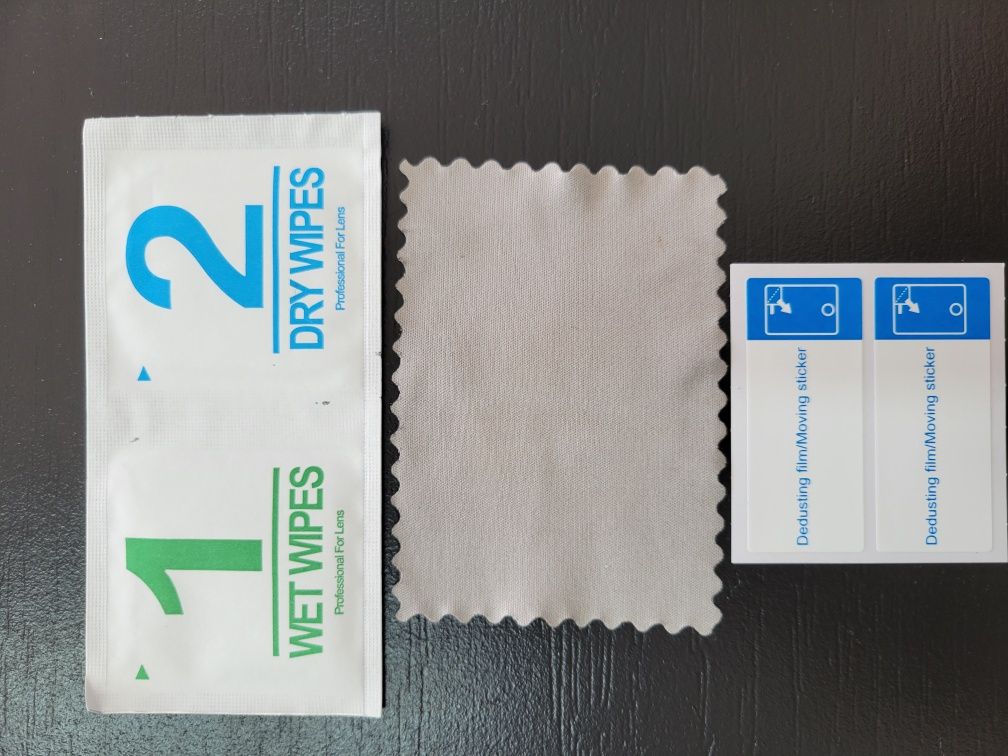 1
WET WIPES
Professional For Lens
2
DRY WIPES
Professional For Lens
Dedusting film/Moving sticker
Dedusting film/Moving sticker